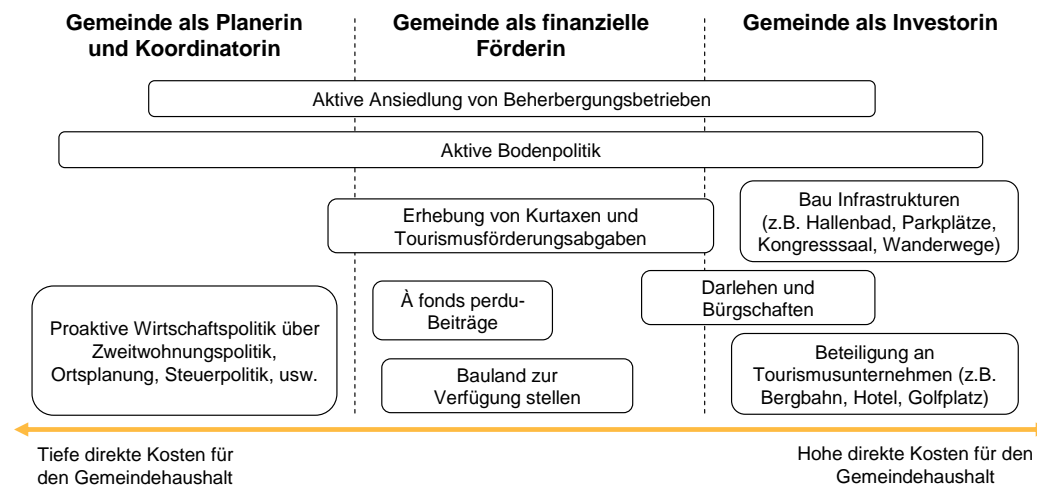 Gemeinde als Planerin
und Koordinatorin
Gemeinde als finanzielle
Förderin
Gemeinde als Investorin
Aktive Ansiedlung von Beherbergungsbetrieben
Aktive Bodenpolitik
Erhebung von Kurtaxen und
Tourismusförderungsabgaben
Bau Infrastrukturen
(z.B. Hallenbad, Parkplätze,
Kongresssaal, Wanderwege)
Proaktive Wirtschaftspolitik über
Zweitwohnungspolitik,
Ortsplanung, Steuerpolitik, usw.
À fonds perdu-
Beiträge
Darlehen und
Bürgschaften
Bauland zur
Verfügung stellen
Beteiligung an
Tourismusunternehmen (z.B.
Bergbahn, Hotel, Golfplatz)
Tiefe direkte Kosten für
den Gemeindehaushalt
Hohe direkte Kosten für den
Gemeindehaushalt